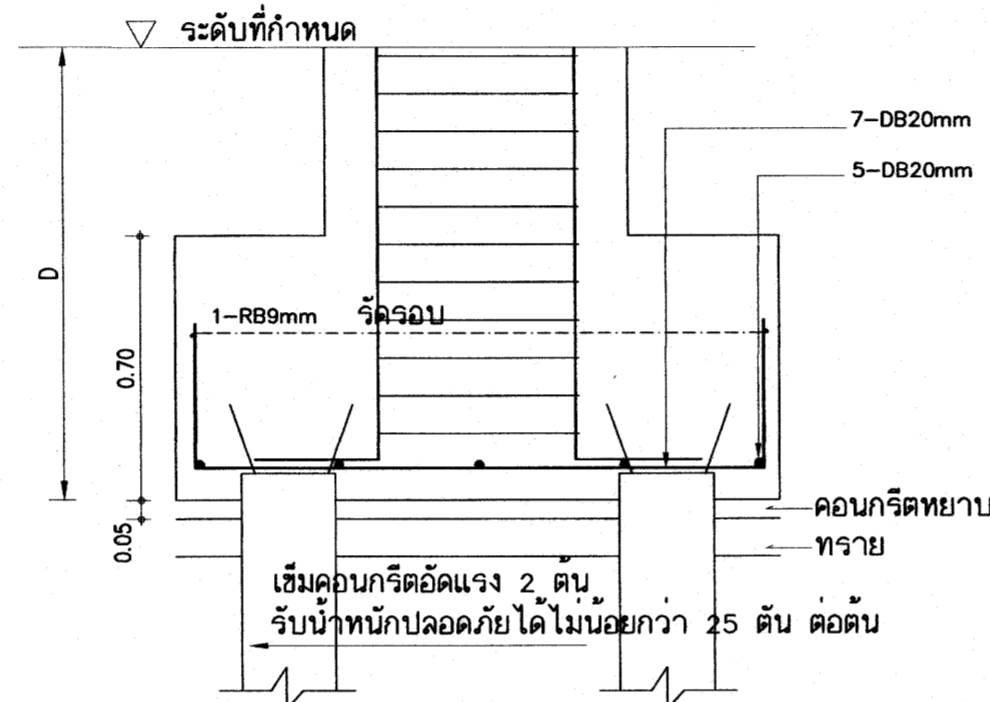 ระดับที่กำหนด
7-DB20mm
5-DB20mm
D
1-RB9mm รัดรอบ
0.70
0.05
คอนกรีตหยาบ
ทราย
เข็มคอนกรีตอัดแรง 2 ต้น
รับน้ำหนักปลอดภัยได้ไม่น้อยกว่า 25 ตัน ต่อต้น